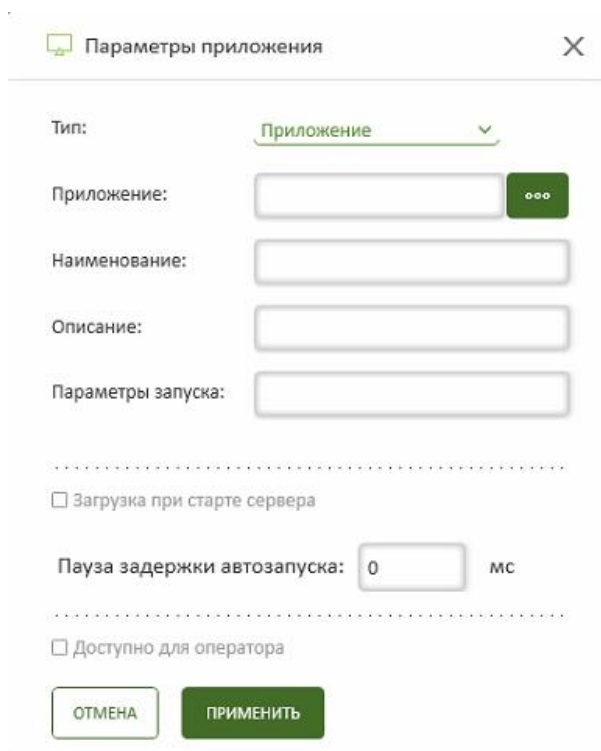 Параметры приложения
Тип: Приложение
Приложение:
Наименование:
Описание:
Параметры запуска:
Загрузка при старте сервера
Пауза задержки автозапуска: 0 мс
Доступно для оператора
ОТМЕНА ПРИМЕНИТЬ